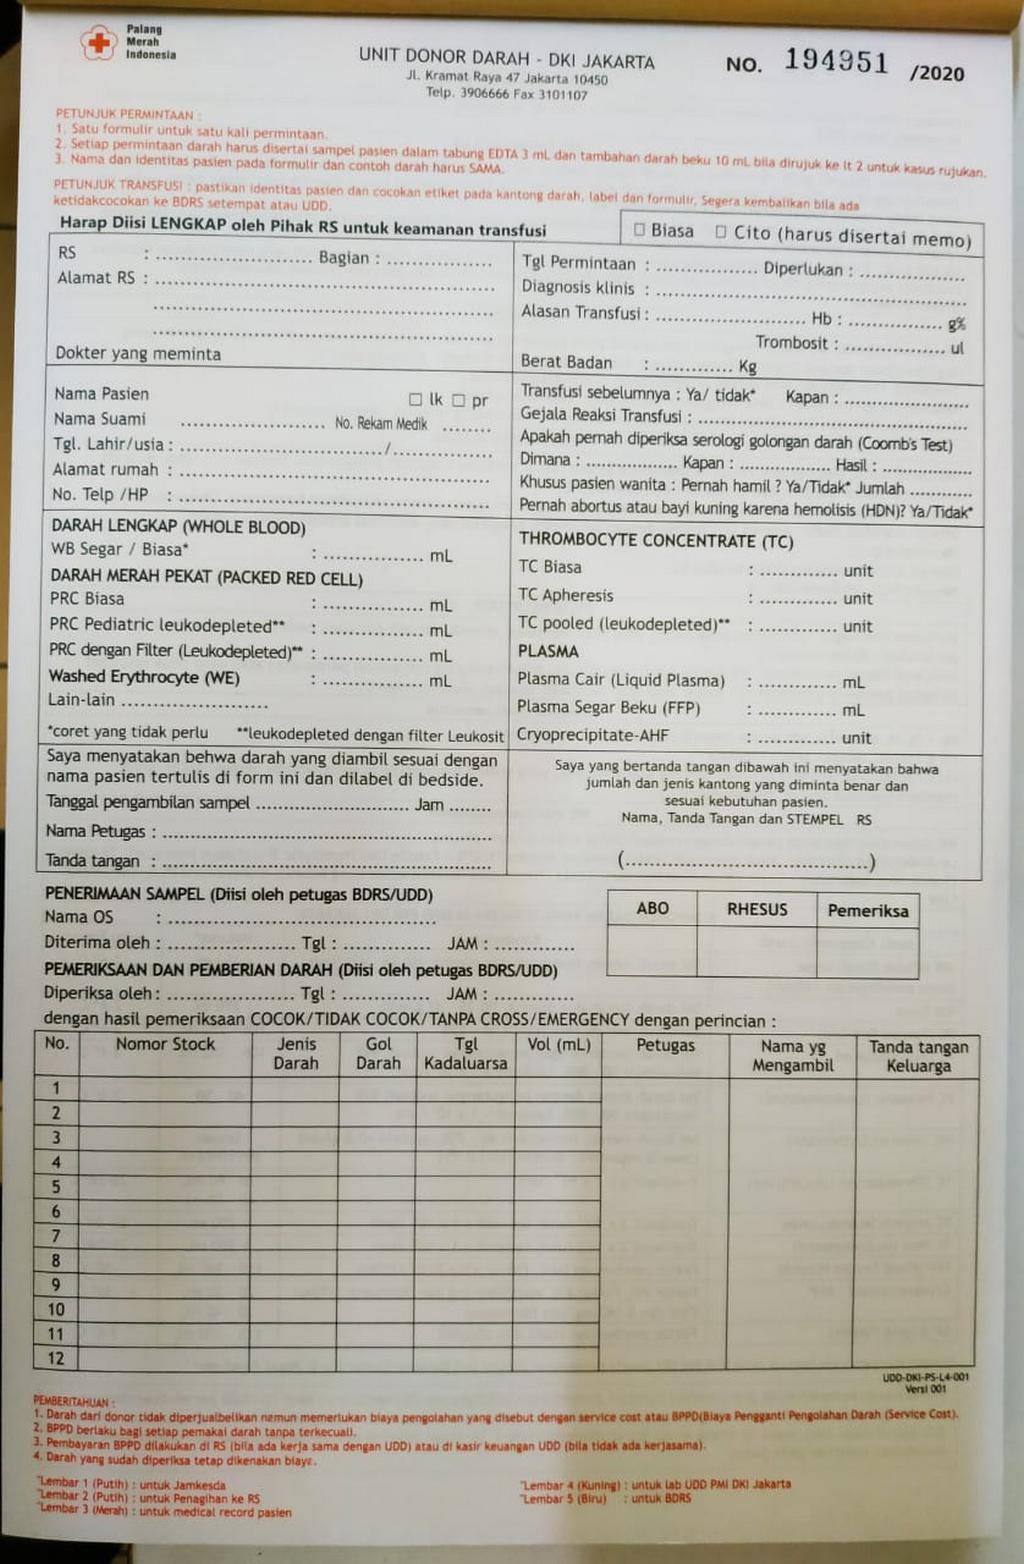 Palang
Merah
Indonesia
UNIT DONOR DARAH - DKI JAKARTA
Jl. Kramat Raya 47 Jakarta 10450
Telp. 3906666 Fax 3101107
NO. 194951 /2020
PETUNJUK PERMINTAAN :
1. Satu formulir untuk satu kali permintaan.
2. Setiap permintaan darah harus disertai sampel pasien dalam tabung EDTA 3 mL dan tambahan darah beku 10 mL bila dirujuk ke lt 2 untuk kasus rujukan.
3. Nama dan identitas pasien pada formulir dan contoh darah harus SAMA.
PETUNJUK TRANSFUSI : pastikan identitas pasien dan cocokan etiket pada kantong darah, label dan formulir, Segera kembalikan bila ada
ketidakcocokan ke BDRS setempat atau UDD.
Harap Diisi LENGKAP oleh Pihak RS untuk keamanan transfusi
☐ Biasa ☐ Cito (harus disertai memo)
RS : .......................... Bagian : .................
Alamat RS : ......................................................
......................................................
......................................................
Dokter yang meminta
Tgl Permintaan : ................. Diperlukan : .................
Diagnosis klinis : ......................................................
Alasan Transfusi : ......................... Hb : ................ g%
Trombosit : ................. ul
Berat Badan : ............. Kg
Nama Pasien ☐ lk ☐ pr
Nama Suami ........................ No. Rekam Medik ........
Tgl. Lahir/usia : ................................../.................
Alamat rumah : ......................................................
No. Telp /HP : ......................................................
Transfusi sebelumnya : Ya/ tidak* Kapan : .....................
Gejala Reaksi Transfusi : .............................................
Apakah pernah diperiksa serologi golongan darah (Coomb's Test)
Dimana : ................. Kapan : ................. Hasil : .................
Khusus pasien wanita : Pernah hamil ? Ya/Tidak* Jumlah ............
Pernah abortus atau bayi kuning karena hemolisis (HDN)? Ya/Tidak*
DARAH LENGKAP (WHOLE BLOOD)
WB Segar / Biasa* : .................. mL
DARAH MERAH PEKAT (PACKED RED CELL)
PRC Biasa : .................. mL
PRC Pediatric leukodepleted** : .................. mL
PRC dengan Filter (Leukodepleted)** : .................. mL
Washed Erythrocyte (WE) : .................. mL
Lain-lain .........................
*coret yang tidak perlu **leukodepleted dengan filter Leukosit
THROMBOCYTE CONCENTRATE (TC)
TC Biasa : ............. unit
TC Apheresis : ............. unit
TC pooled (leukodepleted)** : ............. unit
PLASMA
Plasma Cair (Liquid Plasma) : ............. mL
Plasma Segar Beku (FFP) : ............. mL
Cryoprecipitate-AHF : ............. unit
Saya menyatakan behwa darah yang diambil sesuai dengan
nama pasien tertulis di form ini dan dilabel di bedside.
Tanggal pengambilan sampel .......................... Jam ........
Nama Petugas : ......................................................
Tanda tangan : ......................................................
Saya yang bertanda tangan dibawah ini menyatakan bahwa
jumlah dan jenis kantong yang diminta benar dan
sesuai kebutuhan pasien.
Nama, Tanda Tangan dan STEMPEL RS
(.........................................)
PENERIMAAN SAMPEL (Diisi oleh petugas BDRS/UDD)
Nama OS : .............................................
Diterima oleh : ..................... Tgl : .............. JAM : .............
ABO RHESUS Pemeriksa
PEMERIKSAAN DAN PEMBERIAN DARAH (Diisi oleh petugas BDRS/UDD)
Diperiksa oleh : ..................... Tgl : .............. JAM : .............
dengan hasil pemeriksaan COCOK/TIDAK COCOK/TANPA CROSS/EMERGENCY dengan perincian :
No. Nomor Stock Jenis Darah Gol Darah Tgl Kadaluarsa Vol (mL) Petugas Nama yg Mengambil Tanda tangan Keluarga
1
2
3
4
5
6
7
8
9
10
11
12
UDD-DKI-PS-L4-001
Versi 001
PEMBERITAHUAN :
1. Darah dari donor tidak diperjualbelikan namun memerlukan biaya pengolahan yang disebut dengan service cost atau BPPD(Biaya Pengganti Pengolahan Darah (Service Cost).
2. BPPD berlaku bagi setiap pemakai darah tanpa terkecuali.
3. Pembayaran BPPD dilakukan di RS (bila ada kerja sama dengan UDD) atau di kasir keuangan UDD (bila tidak ada kerjasama).
4. Darah yang sudah diperiksa tetap dikenakan biaya.
*Lembar 1 (Putih) : untuk Jamkesda
*Lembar 2 (Putih) : untuk Penagihan ke RS
*Lembar 3 (Merah) : untuk medical record pasien
*Lembar 4 (Kuning) : untuk lab UDD PMI DKI Jakarta
*Lembar 5 (Biru) : untuk BDRS